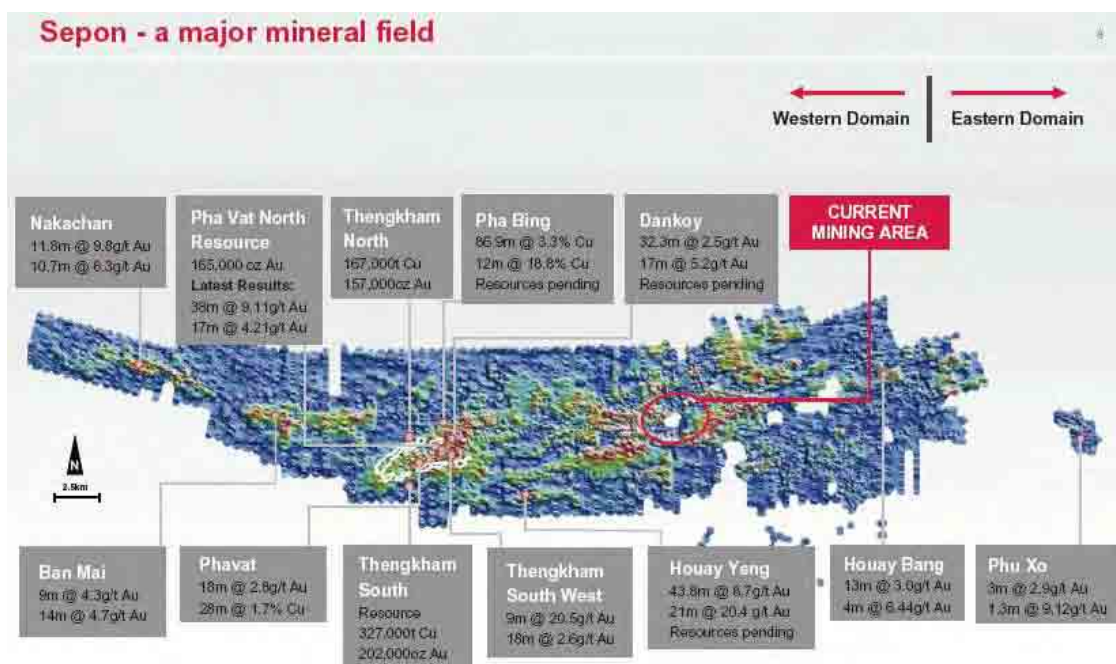 Sepon - a major mineral field
Western Domain
Eastern Domain
Nakachan
11.8m @ 9.8g/t Au
10.7m @ 6.3g/t Au
Pha Vat North
Resource
165,000 oz Au
Latest Results:
38m @ 9.11g/t Au
17m @ 4.21g/t Au
Thengkham
North
167,000t Cu
157,000oz Au
Pha Bing
86.9m @ 3.3% Cu
12m @ 18.8% Cu
Resources pending
Dankoy
32.3m @ 2.5g/t Au
17m @ 5.2g/t Au
Resources pending
CURRENT
MINING AREA
N
2.5km
Ban Mai
9m @ 4.3g/t Au
14m @ 4.7g/t Au
Phavat
18m @ 2.8g/t Au
28m @ 1.7% Cu
Thengkham
South
Resource
327,000t Cu
202,000oz Au
Thengkham
South West
9m @ 20.5g/t Au
18m @ 2.6g/t Au
Houay Yeng
43.8m @ 8.7g/t Au
21m @ 20.4 g/t Au
Resources pending
Houay Bang
13m @ 3.0g/t Au
4m @ 6.44g/t Au
Phu Xo
3m @ 2.9g/t Au
1.3m @ 9.12g/t Au